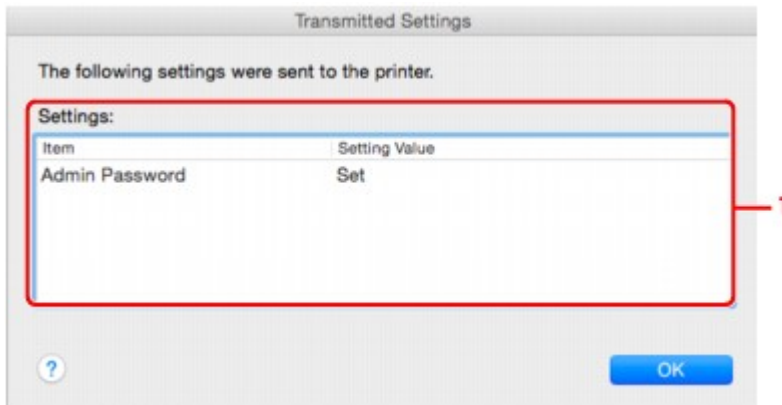 Transmitted Settings
The following settings were sent to the printer.
Settings:
Item Setting Value
Admin Password Set
?
OK